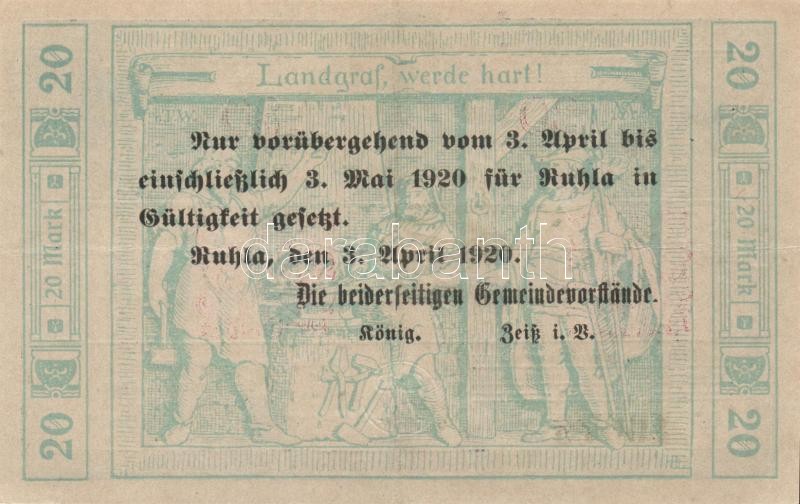 20
20 Mark
20
Landgraf, werde hart!
F.I.W.
Nur vorübergehend vom 3. April bis
einschließlich 3. Mai 1920 für Ruhla in
Gültigkeit gesetzt.
Ruhla, den 3. April 1920.
Die beiderseitigen Gemeindevorstände.
König. Zeiß i. V.
darabanth
20
20 Mark
20